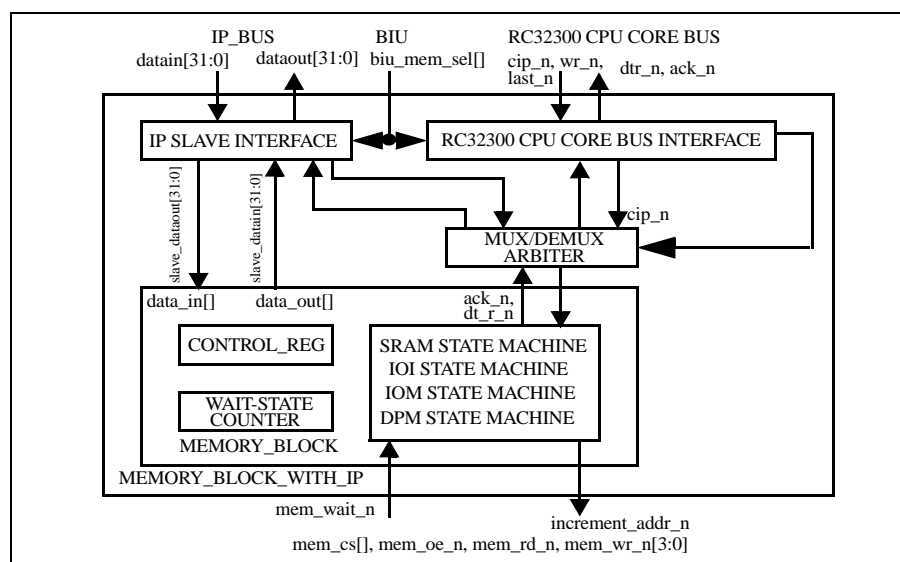 IP_BUS
BIU
RC32300 CPU CORE BUS
datain[31:0]
dataout[31:0]
biu_mem_sel[]
cip_n, wr_n,
last_n
dtr_n, ack_n
IP SLAVE INTERFACE
RC32300 CPU CORE BUS INTERFACE
slave_dataout[31:0]
slave_datain[31:0]
cip_n
MUX/DEMUX
ARBITER
data_in[]
data_out[]
ack_n,
dt_r_n
CONTROL_REG
SRAM STATE MACHINE
IOI STATE MACHINE
IOM STATE MACHINE
DPM STATE MACHINE
WAIT-STATE
COUNTER
MEMORY_BLOCK
MEMORY_BLOCK_WITH_IP
mem_wait_n
increment_addr_n
mem_cs[], mem_oe_n, mem_rd_n, mem_wr_n[3:0]